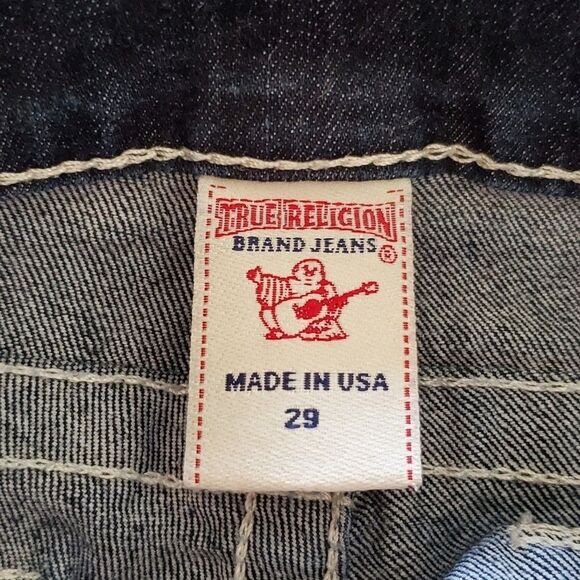 TRUE RELIGION
BRAND JEANS ®
MADE IN USA
29